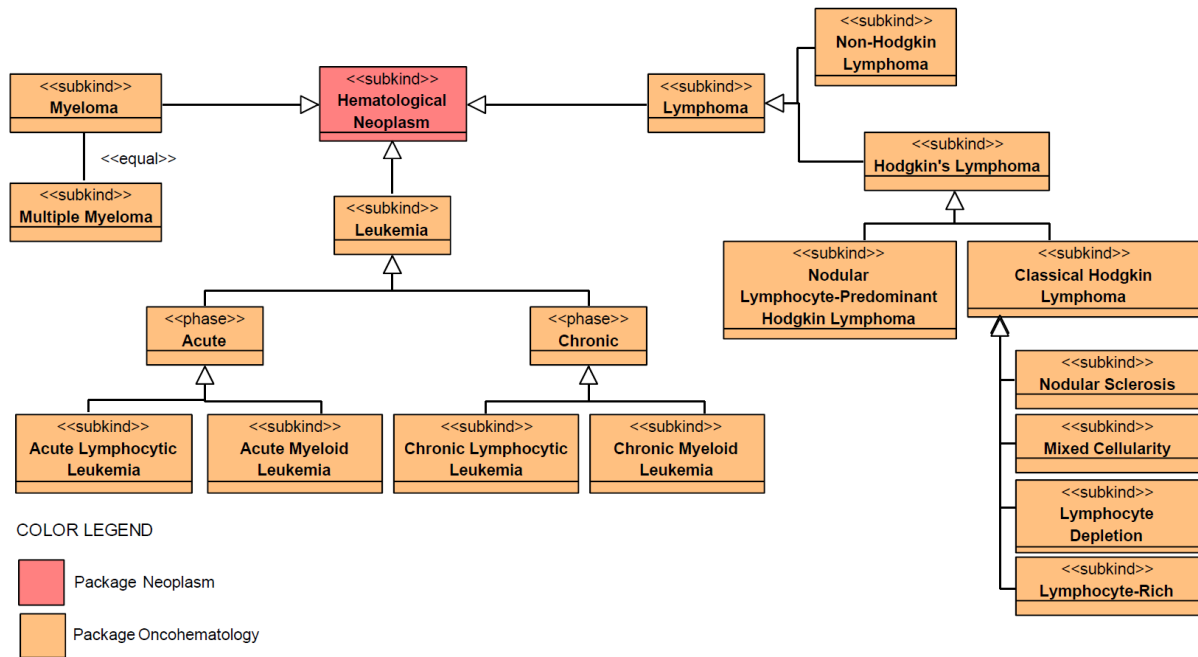 <<subkind>>
Non-Hodgkin
Lymphoma
<<subkind>>
Myeloma
<<subkind>>
Hematological
Neoplasm
<<subkind>>
Lymphoma
<<equal>>
<<subkind>>
Hodgkin's Lymphoma
<<subkind>>
Multiple Myeloma
<<subkind>>
Leukemia
<<subkind>>
Nodular
Lymphocyte-Predominant
Hodgkin Lymphoma
<<subkind>>
Classical Hodgkin
Lymphoma
<<phase>>
Acute
<<phase>>
Chronic
<<subkind>>
Nodular Sclerosis
<<subkind>>
Acute Lymphocytic
Leukemia
<<subkind>>
Acute Myeloid
Leukemia
<<subkind>>
Chronic Lymphocytic
Leukemia
<<subkind>>
Chronic Myeloid
Leukemia
<<subkind>>
Mixed Cellularity
<<subkind>>
Lymphocyte
Depletion
<<subkind>>
Lymphocyte-Rich
COLOR LEGEND
Package Neoplasm
Package Oncohematology